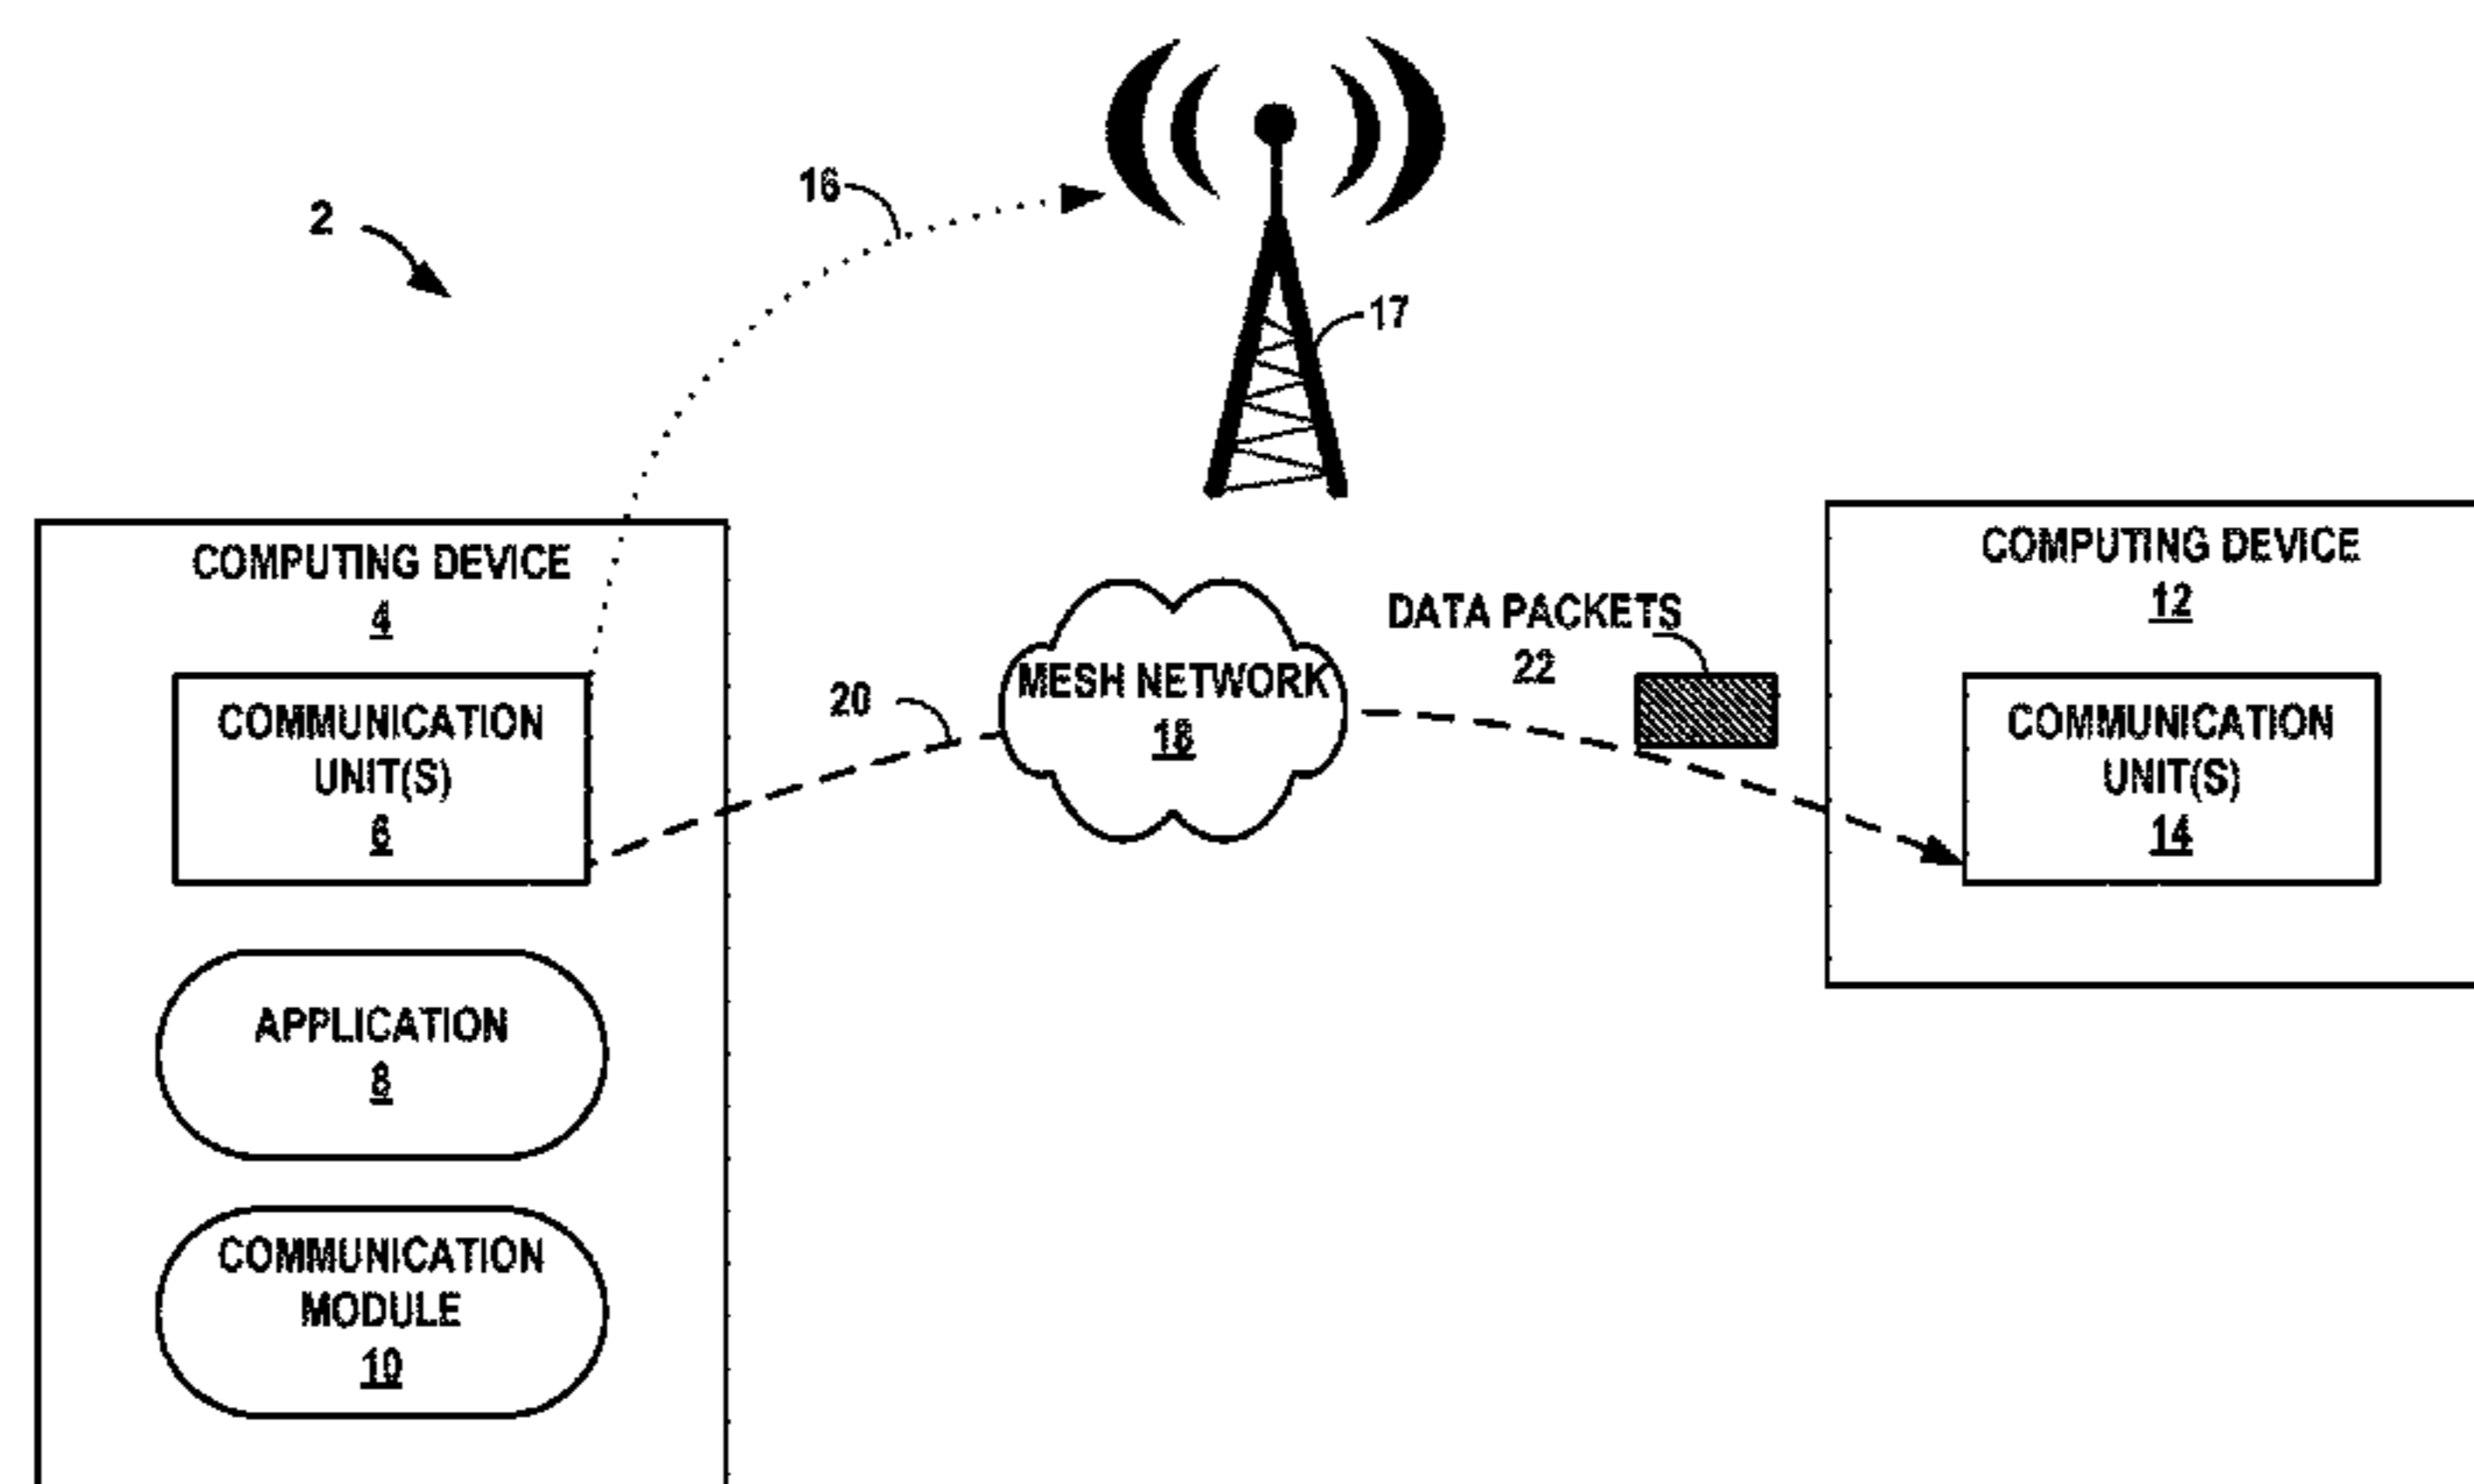 16
2
17
COMPUTING DEVICE
4
COMMUNICATION
UNIT(S)
6
APPLICATION
8
COMMUNICATION
MODULE
10
20
MESH NETWORK
18
DATA PACKETS
22
COMPUTING DEVICE
12
COMMUNICATION
UNIT(S)
14